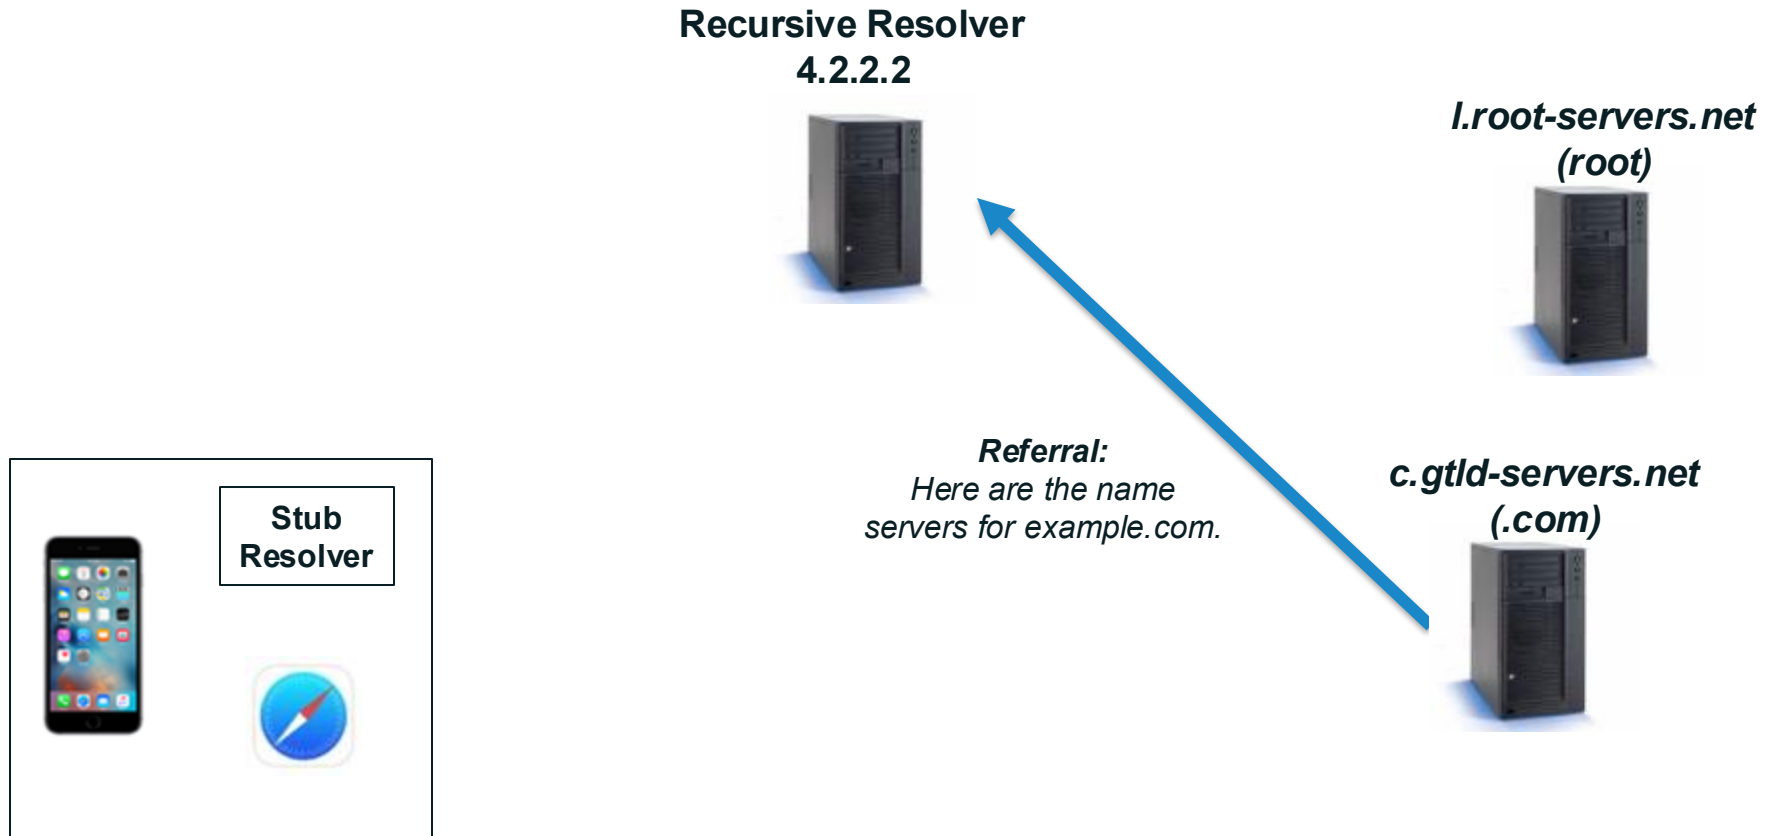 Recursive Resolver
4.2.2.2
l.root-servers.net
(root)
Referral:
Here are the name
servers for example.com.
c.gtld-servers.net
(.com)
Stub
Resolver